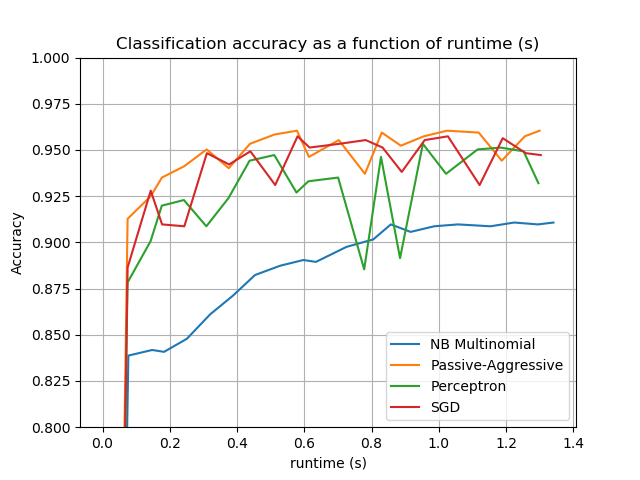 Classification accuracy as a function of runtime (s)
1.000
0.975
0.950
0.925
0.900
0.875
0.850
0.825
0.800
Accuracy
0.0 0.2 0.4 0.6 0.8 1.0 1.2 1.4
runtime (s)
NB Multinomial
Passive-Aggressive
Perceptron
SGD